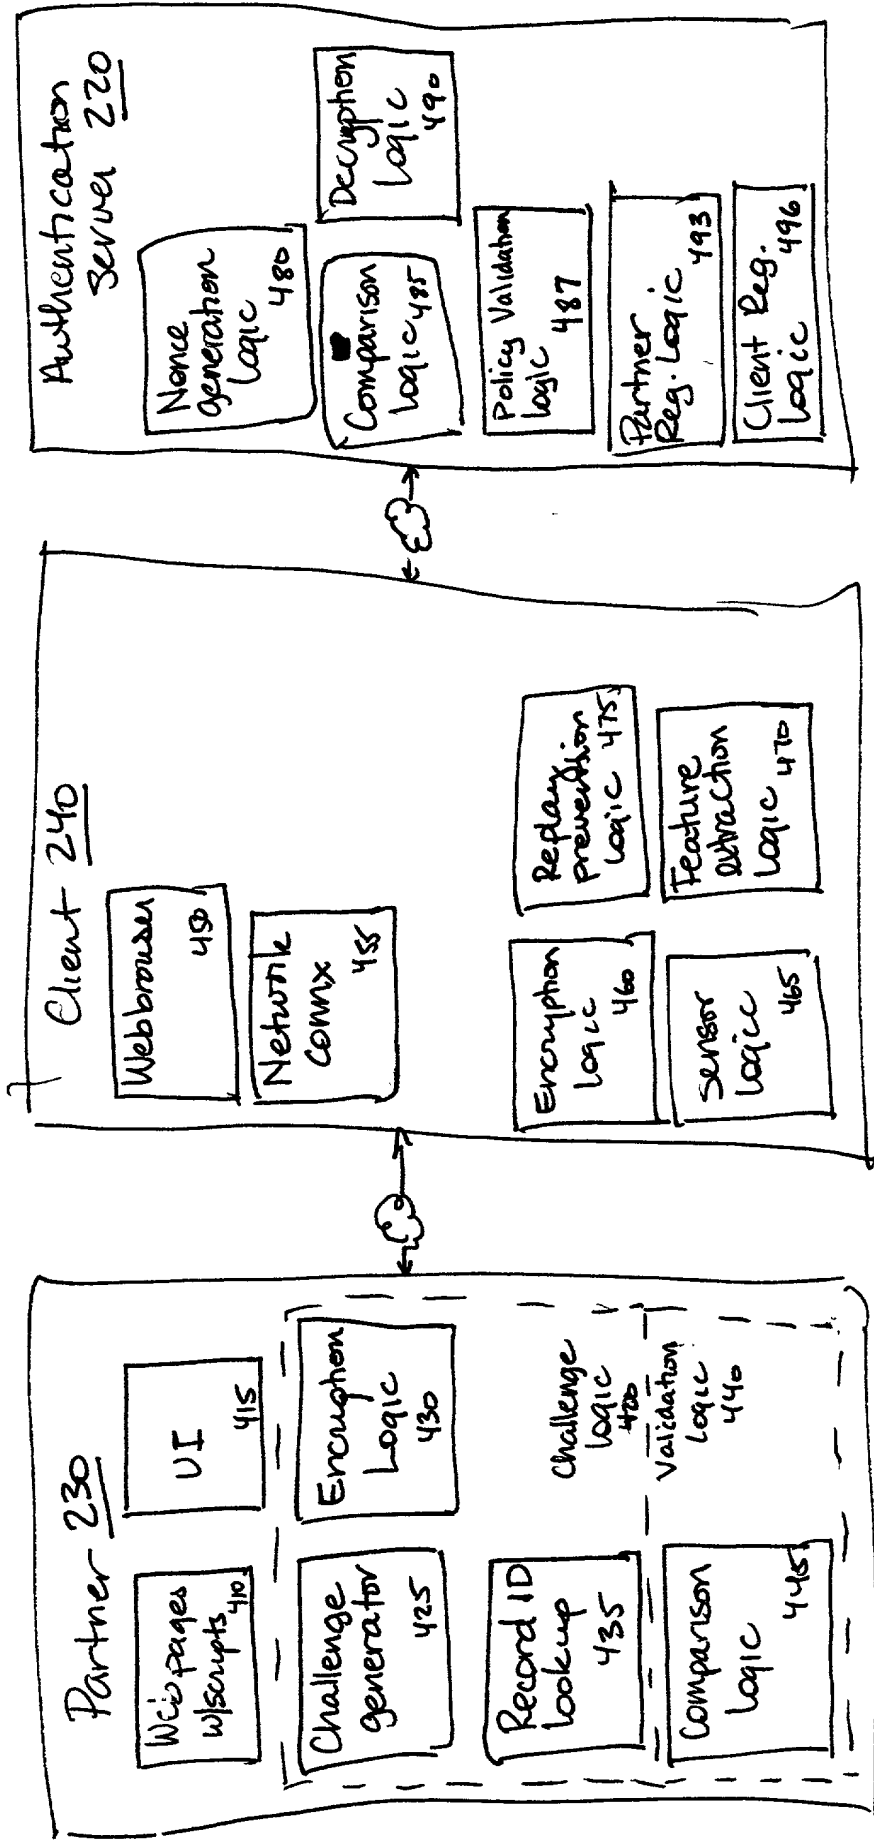 Partner 230
Web pages
w/scripts 410
UI
415
Challenge
generator
425
Encryption
Logic
430
Record ID
lookup
435
Challenge
Logic
Validation
Logic
440
Comparison
Logic
445
Client 240
Webbrowser
450
Network
connx
455
Encryption
Logic
460
Replay
prevention
Logic 475
Sensor
Logic
465
Feature
extraction
Logic 470
Authentication
Server 220
Nonce
generation
Logic 480
Comparison
Logic 485
Decryption
Logic
490
Policy Validation
Logic
487
Partner
Reg. Logic
493
Client Reg.
Logic 496